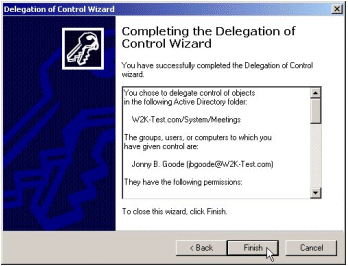 Delegation of Control Wizard
Completing the Delegation of
Control Wizard
You have successfully completed the Delegation of Control
wizard.
You chose to delegate control of objects
in the following Active Directory folder:
W2K-Test.com/System/Meetings
The groups, users, or computers to which you
have given control are:
Jonny B. Goode (jbgoode@W2K-Test.com)
They have the following permissions:
To close this wizard, click Finish.
< Back Finish Cancel